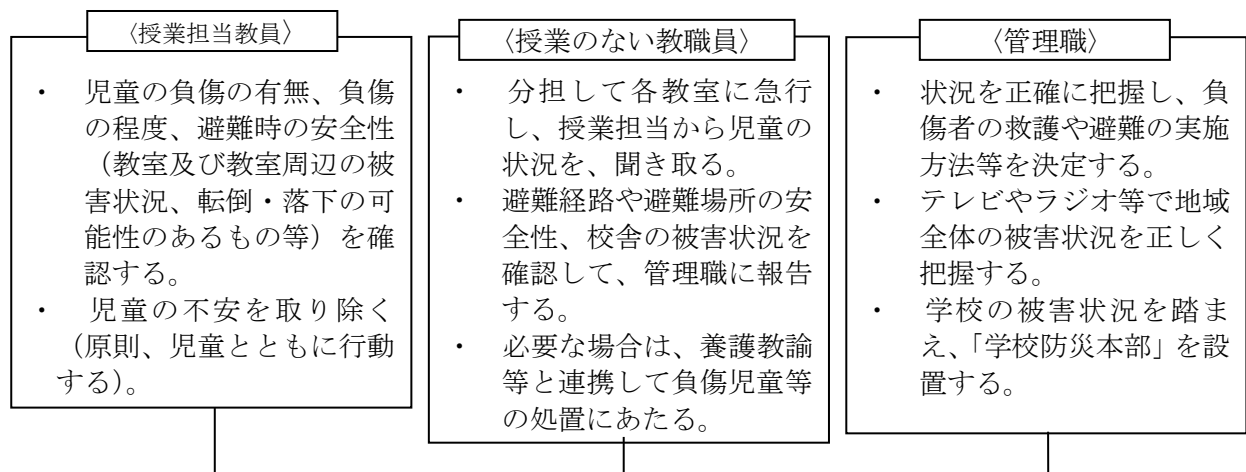 〈授業担当教員〉
・ 児童の負傷の有無、負傷
の程度、避難時の安全性
（教室及び教室周辺の被
害状況、転倒・落下の可
能性のあるもの等）を確
認する。
・ 児童の不安を取り除く
（原則、児童とともに行動
する）。
〈授業のない教職員〉
・ 分担して各教室に急行
し、授業担当から児童の
状況を、聞き取る。
・ 避難経路や避難場所の安
全性、校舎の被害状況を
確認して、管理職に報告
する。
・ 必要な場合は、養護教諭
等と連携して負傷児童等
の処置にあたる。
〈管理職〉
・ 状況を正確に把握し、負
傷者の救護や避難の実施
方法等を決定する。
・ テレビやラジオ等で地域
全体の被害状況を正しく
把握する。
・ 学校の被害状況を踏ま
え、「学校防災本部」を設
置する。